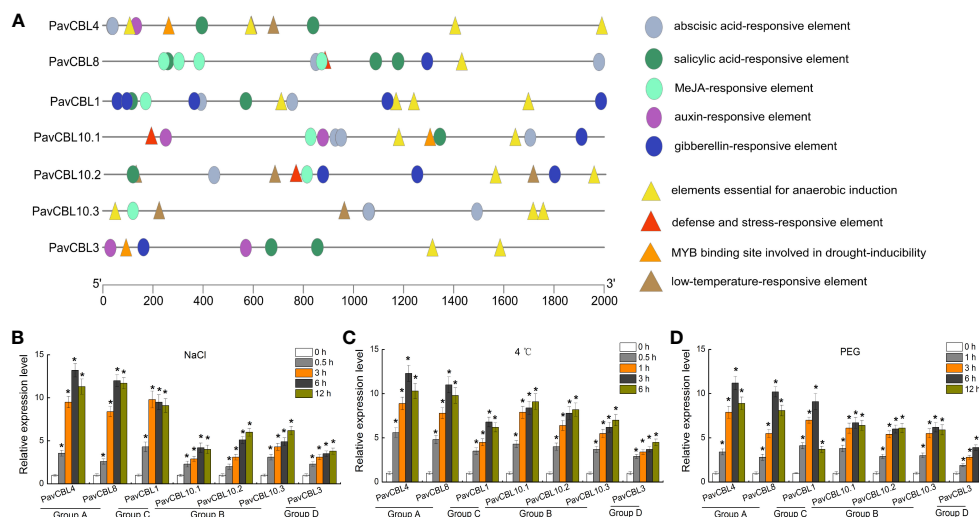 A
PavCBL4
PavCBL8
PavCBL1
PavCBL10.1
PavCBL10.2
PavCBL10.3
PavCBL3
5'
3'
0 200 400 600 800 1000 1200 1400 1600 1800 2000
abscisic acid-responsive element
salicylic acid-responsive element
MeJA-responsive element
auxin-responsive element
gibberellin-responsive element
elements essential for anaerobic induction
defense and stress-responsive element
MYB binding site involved in drought-inducibility
low-temperature-responsive element
B
NaCl
Relative expression level
15
10
5
0
0 h
0.5 h
3 h
6 h
12 h
PavCBL4 PavCBL8 PavCBL1 PavCBL10.1 PavCBL10.2 PavCBL10.3 PavCBL3
Group A Group C Group B Group D
C
4 ℃
Relative expression level
15
10
5
0
0 h
0.5 h
1 h
3 h
6 h
PavCBL4 PavCBL8 PavCBL1 PavCBL10.1 PavCBL10.2 PavCBL10.3 PavCBL3
Group A Group C Group B Group D
D
PEG
Relative expression level
15
10
5
0
0 h
1 h
3 h
6 h
12 h
PavCBL4 PavCBL8 PavCBL1 PavCBL10.1 PavCBL10.2 PavCBL10.3 PavCBL3
Group A Group C Group B Group D